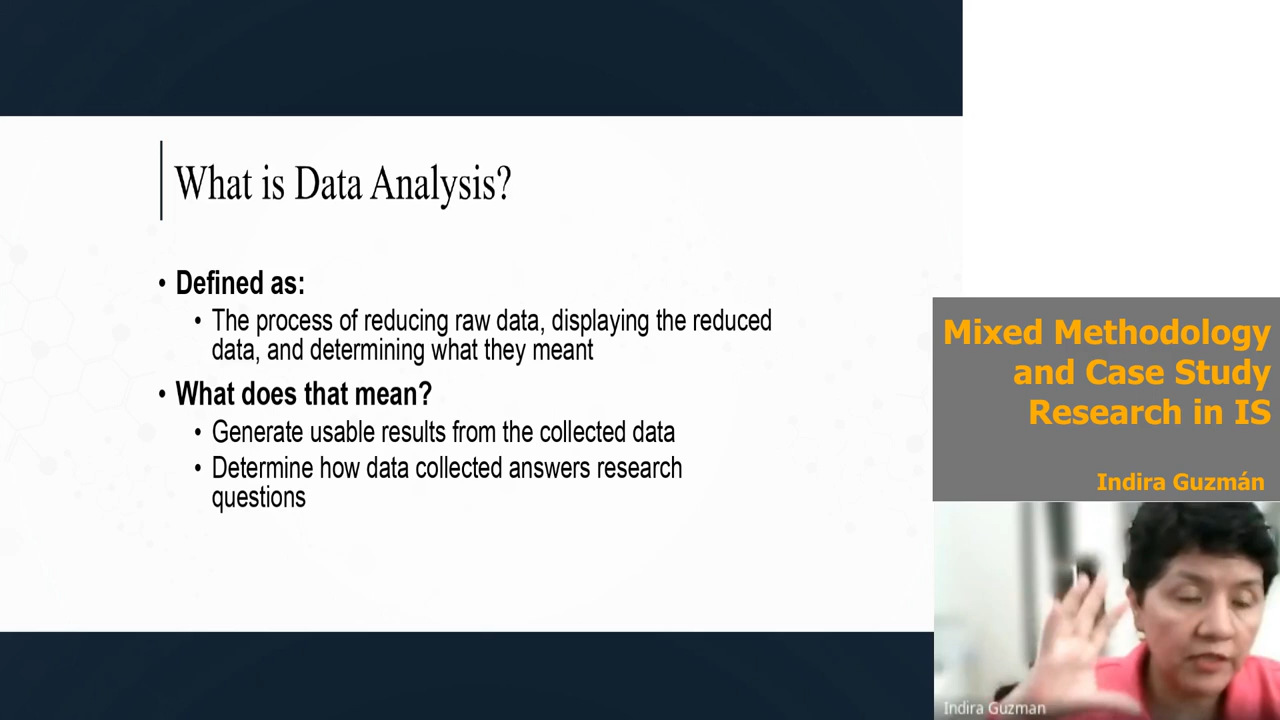 What is Data Analysis?
• Defined as:
• The process of reducing raw data, displaying the reduced
data, and determining what they meant
• What does that mean?
• Generate usable results from the collected data
• Determine how data collected answers research
questions
Mixed Methodology
and Case Study
Research in IS
Indira Guzmán
Indira Guzman